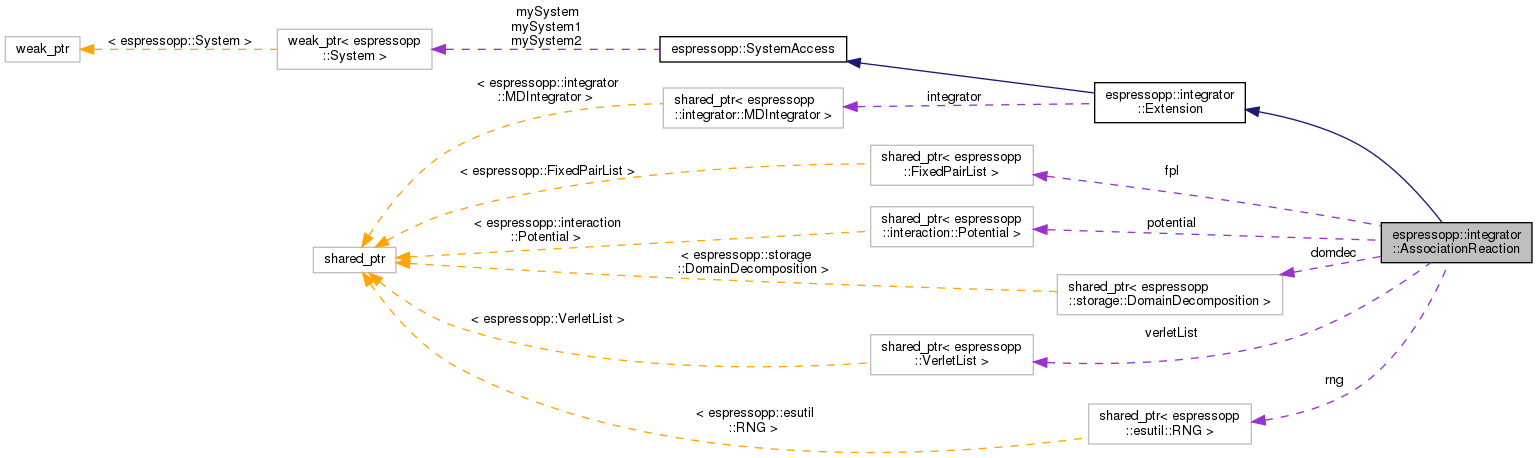 mySystem
mySystem1
mySystem2
weak_ptr
< espressopp::System >
weak_ptr< espressopp
::System >
espressopp::SystemAccess
< espressopp::integrator
::MDIntegrator >
shared_ptr< espressopp
::integrator::MDIntegrator >
integrator
espressopp::integrator
::Extension
< espressopp::FixedPairList >
shared_ptr< espressopp
::FixedPairList >
fpl
< espressopp::interaction
::Potential >
shared_ptr< espressopp
::interaction::Potential >
potential
espressopp::integrator
::AssociationReaction
shared_ptr
< espressopp::storage
::DomainDecomposition >
domdec
shared_ptr< espressopp
::storage::DomainDecomposition >
< espressopp::VerletList >
shared_ptr< espressopp
::VerletList >
verletList
rng
< espressopp::esutil
::RNG >
shared_ptr< espressopp
::esutil::RNG >